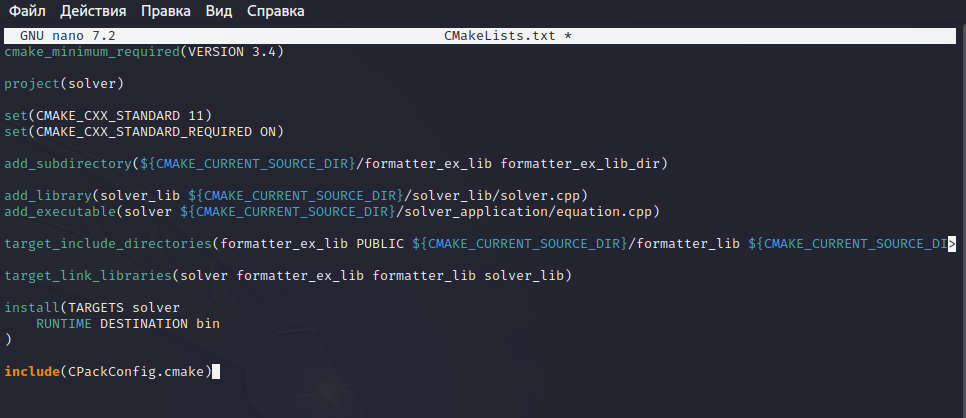 Файл Действия Правка Вид Справка
GNU nano 7.2 CMakeLists.txt *
cmake_minimum_required(VERSION 3.4)
project(solver)
set(CMAKE_CXX_STANDARD 11)
set(CMAKE_CXX_STANDARD_REQUIRED ON)
add_subdirectory(${CMAKE_CURRENT_SOURCE_DIR}/formatter_ex_lib formatter_ex_lib_dir)
add_library(solver_lib ${CMAKE_CURRENT_SOURCE_DIR}/solver_lib/solver.cpp)
add_executable(solver ${CMAKE_CURRENT_SOURCE_DIR}/solver_application/equation.cpp)
target_include_directories(formatter_ex_lib PUBLIC ${CMAKE_CURRENT_SOURCE_DIR}/formatter_lib ${CMAKE_CURRENT_SOURCE_DI>
target_link_libraries(solver formatter_ex_lib formatter_lib solver_lib)
install(TARGETS solver
    RUNTIME DESTINATION bin
)
include(CPackConfig.cmake)